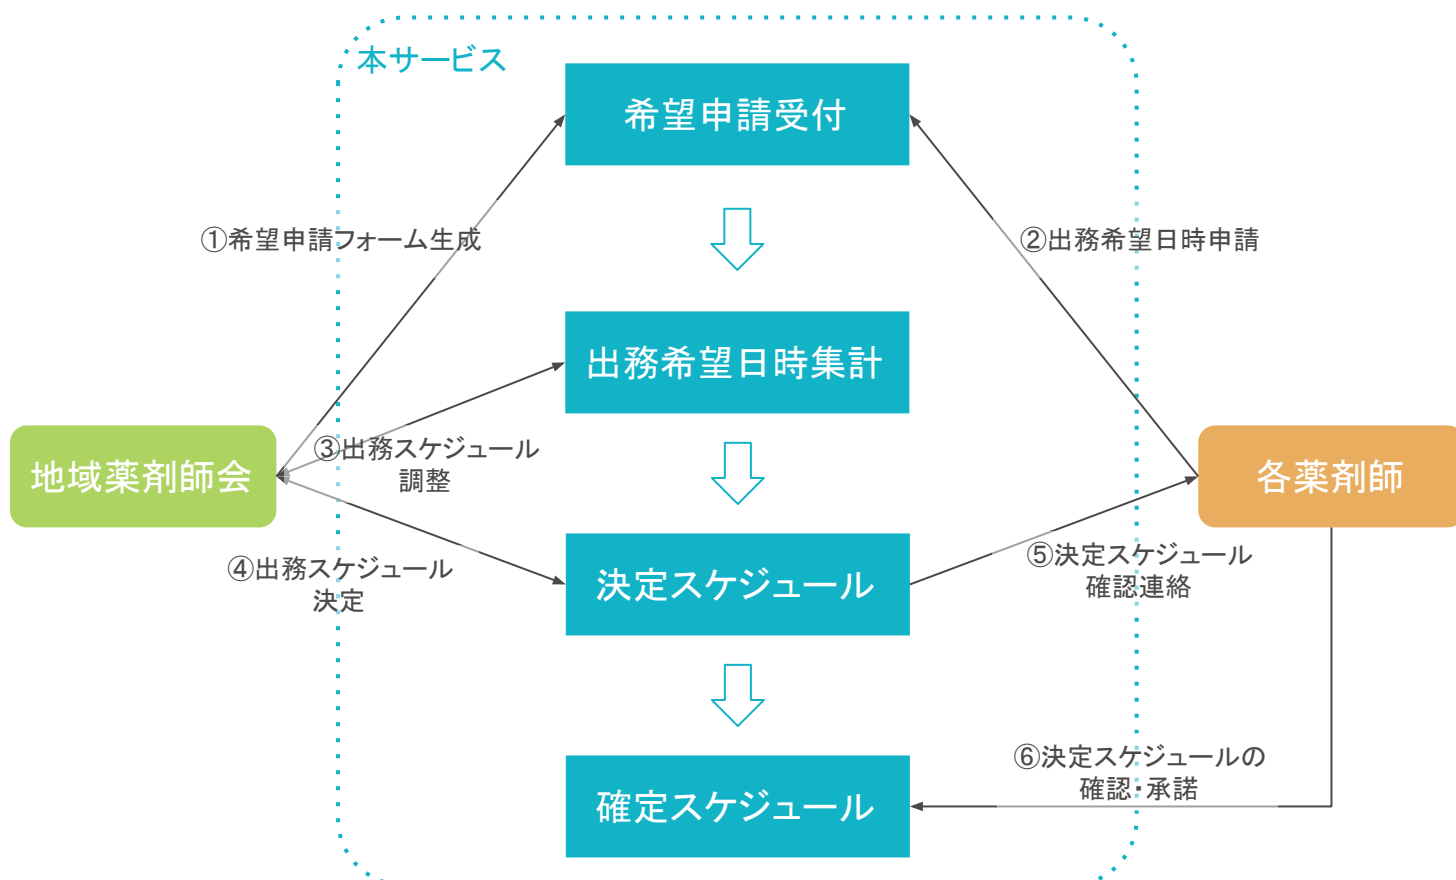 本サービス
希望申請受付
①希望申請フォーム生成
②出務希望日時申請
出務希望日時集計
③出務スケジュール
調整
地域薬剤師会
各薬剤師
④出務スケジュール
決定
決定スケジュール
⑤決定スケジュール
確認連絡
⑥決定スケジュールの
確認・承諾
確定スケジュール